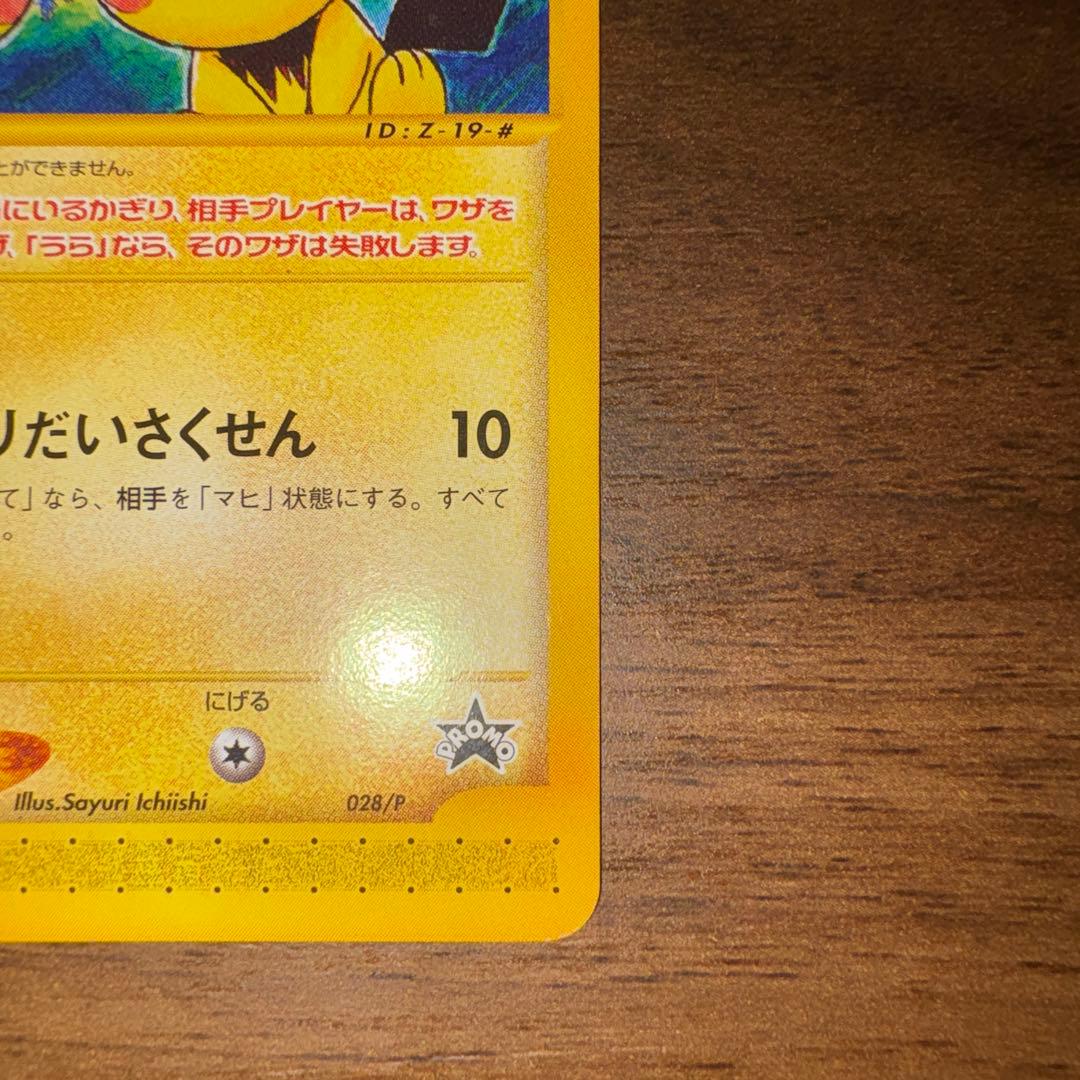 ID:Z-19-#
とができません。
にいるかぎり、相手プレイヤーは、ワザを
、「うら」なら、そのワザは失敗します。
りだいさくせん 10
て」なら、相手を「マヒ」状態にする。すべて
。
にげる
PROMO
Illus.Sayuri Ichiishi 028/P